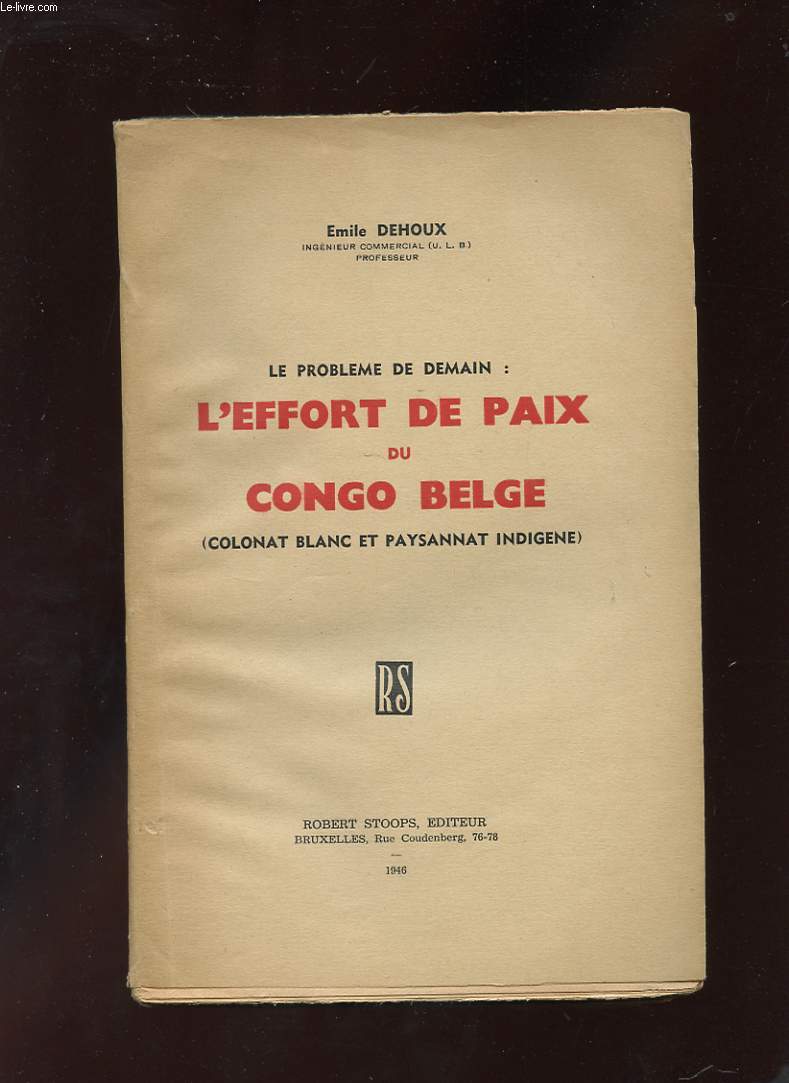 Le-livre.com
Emile DEHOUX
INGÉNIEUR COMMERCIAL (U. L. B.)
PROFESSEUR
LE PROBLEME DE DEMAIN :
L'EFFORT DE PAIX
DU
CONGO BELGE
(COLONAT BLANC ET PAYSANNAT INDIGENE)
RS
ROBERT STOOPS, EDITEUR
BRUXELLES, Rue Coudenberg, 76-78
1946